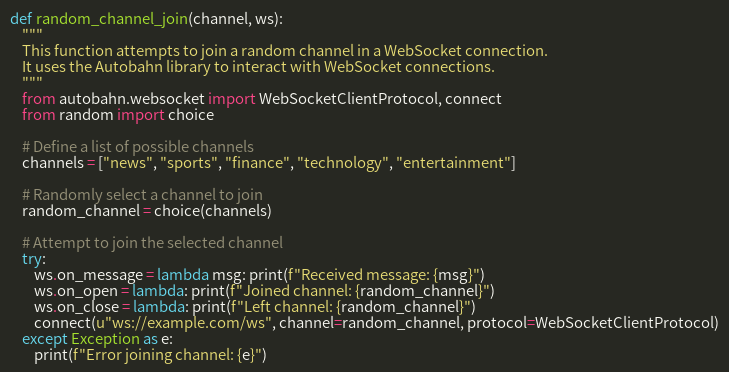 def random_channel_join(channel, ws):
    """
    This function attempts to join a random channel in a WebSocket connection.
    It uses the Autobahn library to interact with WebSocket connections.
    """
    from autobahn.websocket import WebSocketClientProtocol, connect
    from random import choice

    # Define a list of possible channels
    channels = ["news", "sports", "finance", "technology", "entertainment"]

    # Randomly select a channel to join
    random_channel = choice(channels)

    # Attempt to join the selected channel
    try:
        ws.on_message = lambda msg: print(f"Received message: {msg}")
        ws.on_open = lambda: print(f"Joined channel: {random_channel}")
        ws.on_close = lambda: print(f"Left channel: {random_channel}")
        connect(u"ws://example.com/ws", channel=random_channel, protocol=WebSocketClientProtocol)
    except Exception as e:
        print(f"Error joining channel: {e}")